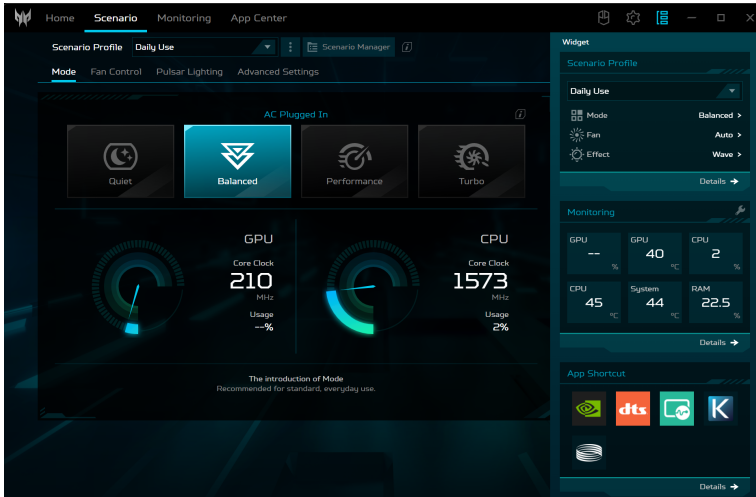 Home Scenario Monitoring App Center
Scenario Profile Daily Use Scenario Manager i
Mode Fan Control Pulsar Lighting Advanced Settings
AC Plugged In i
Quiet Balanced Performance Turbo
GPU
Core Clock
210
MHz
Usage
--%
CPU
Core Clock
1573
MHz
Usage
2%
The introduction of Mode
Recommended for standard, everyday use.
Widget
Scenario Profile
Daily Use
Mode Balanced >
Fan Auto >
Effect Wave >
Details →
Monitoring
GPU GPU CPU
-- 40 2
% °C %
CPU System RAM
45 44 22.5
°C °C %
Details →
App Shortcut
dts K
Details →